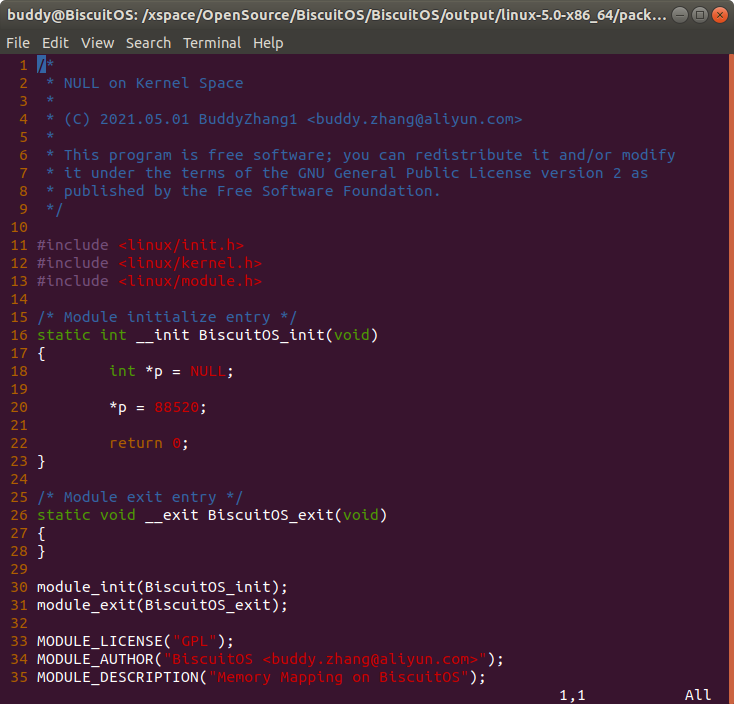 buddy@BiscuitOS: /xspace/OpenSource/BiscuitOS/BiscuitOS/output/linux-5.0-x86_64/pack...
File Edit View Search Terminal Help
1 /*
2  * NULL on Kernel Space
3  *
4  * (C) 2021.05.01 BuddyZhang1 <buddy.zhang@aliyun.com>
5  *
6  * This program is free software; you can redistribute it and/or modify
7  * it under the terms of the GNU General Public License version 2 as
8  * published by the Free Software Foundation.
9  */
10
11 #include <linux/init.h>
12 #include <linux/kernel.h>
13 #include <linux/module.h>
14
15 /* Module initialize entry */
16 static int __init BiscuitOS_init(void)
17 {
18         int *p = NULL;
19
20         *p = 88520;
21
22         return 0;
23 }
24
25 /* Module exit entry */
26 static void __exit BiscuitOS_exit(void)
27 {
28 }
29
30 module_init(BiscuitOS_init);
31 module_exit(BiscuitOS_exit);
32
33 MODULE_LICENSE("GPL");
34 MODULE_AUTHOR("BiscuitOS <buddy.zhang@aliyun.com>");
35 MODULE_DESCRIPTION("Memory Mapping on BiscuitOS");
1,1 All